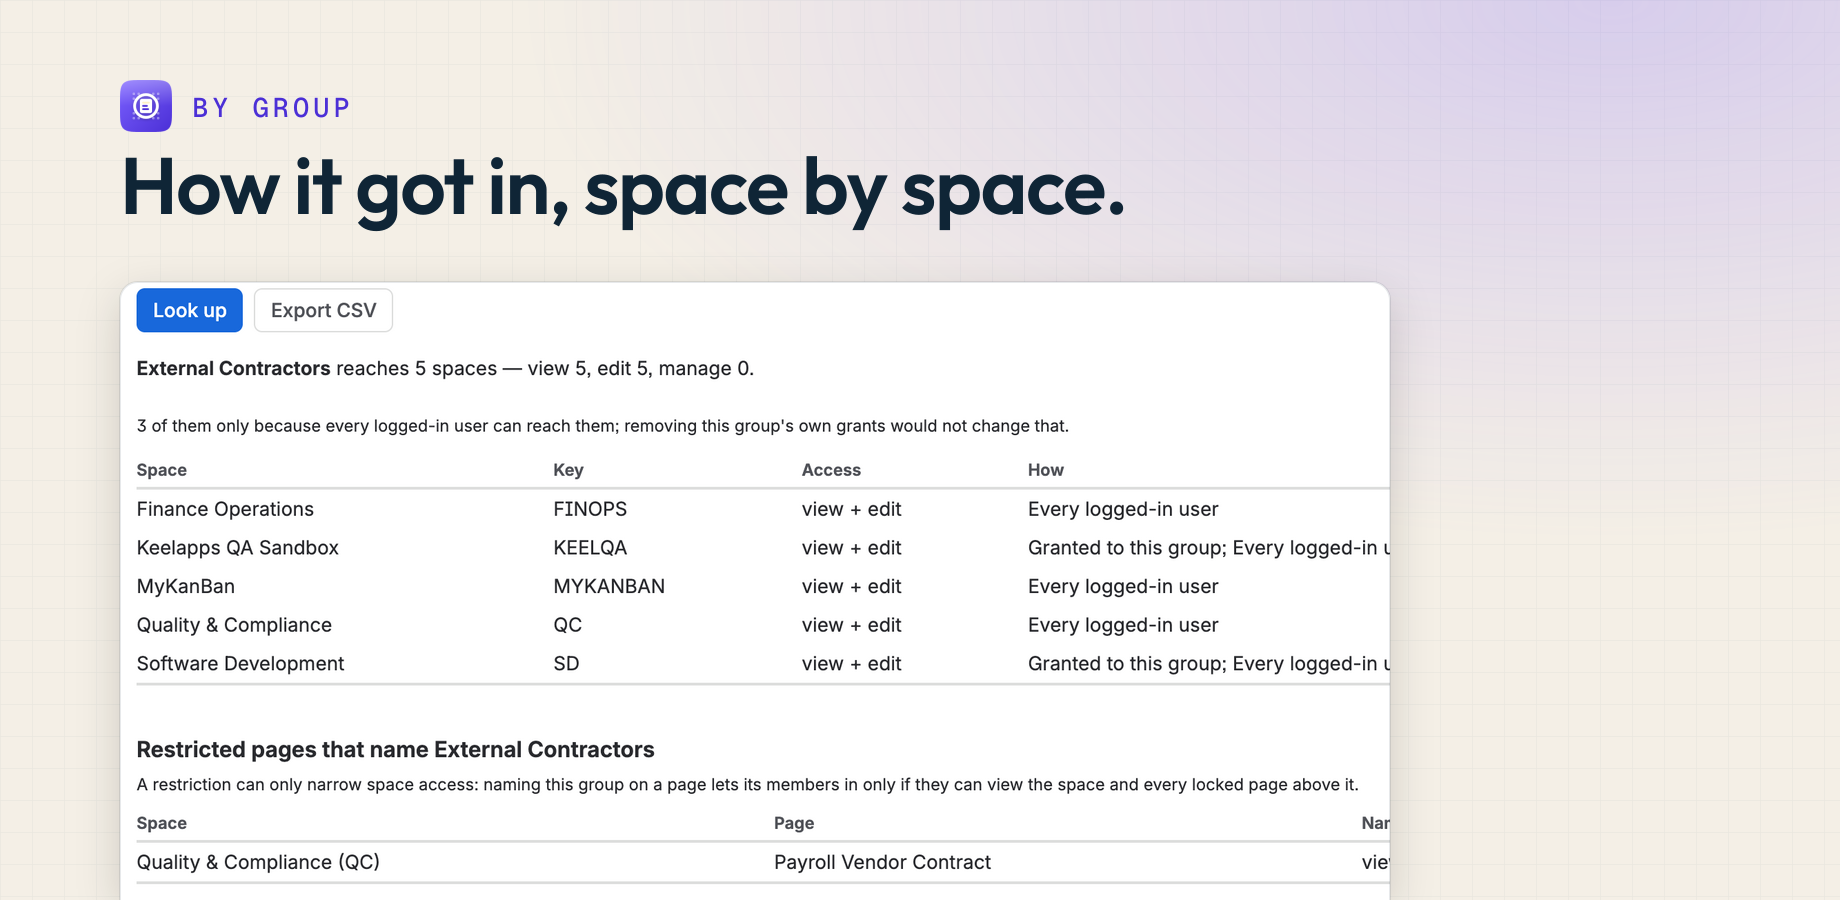 BY GROUP
How it got in, space by space.
Look up Export CSV
External Contractors reaches 5 spaces — view 5, edit 5, manage 0.
3 of them only because every logged-in user can reach them; removing this group's own grants would not change that.
Space Key Access How
Finance Operations FINOPS view + edit Every logged-in user
Keelapps QA Sandbox KEELQA view + edit Granted to this group; Every logged-in
MyKanBan MYKANBAN view + edit Every logged-in user
Quality & Compliance QC view + edit Every logged-in user
Software Development SD view + edit Granted to this group; Every logged-in
Restricted pages that name External Contractors
A restriction can only narrow space access: naming this group on a page lets its members in only if they can view the space and every locked page above it.
Space Page
Quality & Compliance (QC) Payroll Vendor Contract